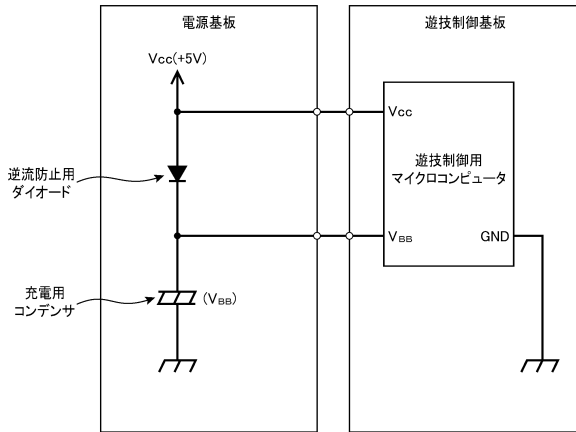 電源基板
遊技制御基板
Vcc(+5V)
Vcc
遊技制御用
マイクロコンピュータ
逆流防止用
ダイオード
VBB
GND
充電用
コンデンサ
(VBB)